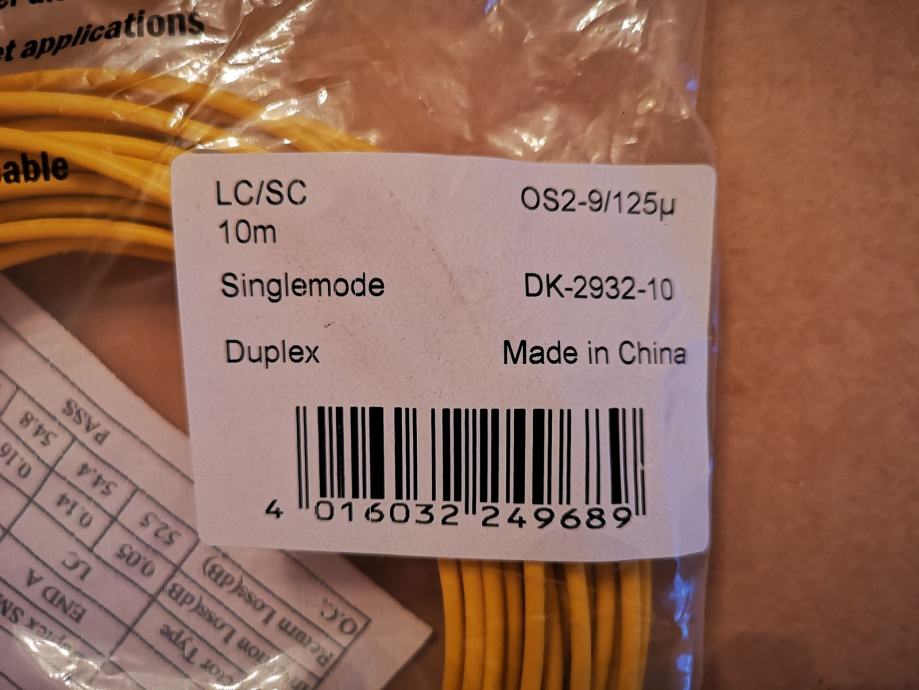 t applications
able
LC/SC
OS2-9/125µ
10m
Singlemode
DK-2932-10
Duplex
Made in China
4 016032 249689
PASS
54.8
54.4
52.5
0.16
0.14
0.05
LC
END A
Return Loss(dB)
Q.C.: